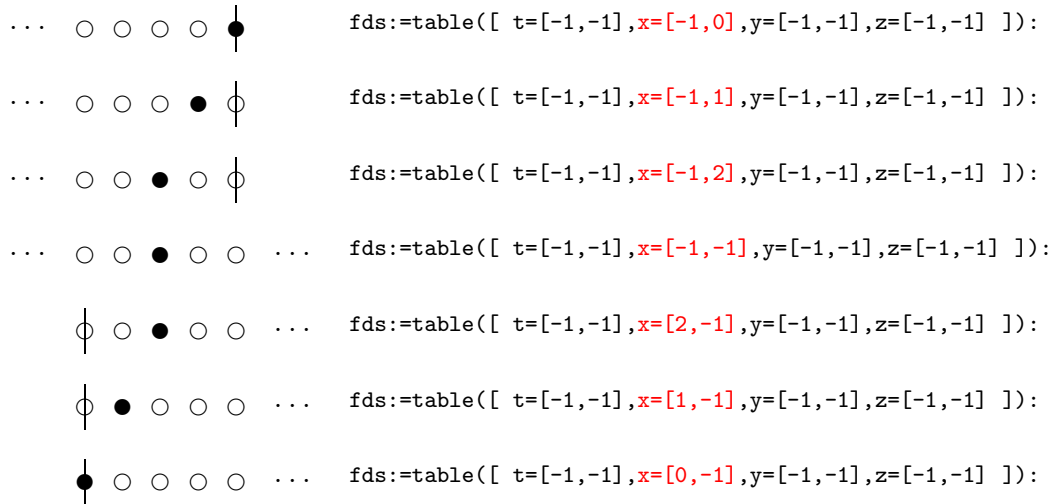 ... fds:=table([ t=[-1,-1],x=[-1,0],y=[-1,-1],z=[-1,-1] ]):
... fds:=table([ t=[-1,-1],x=[-1,1],y=[-1,-1],z=[-1,-1] ]):
... fds:=table([ t=[-1,-1],x=[-1,2],y=[-1,-1],z=[-1,-1] ]):
... ... fds:=table([ t=[-1,-1],x=[-1,-1],y=[-1,-1],z=[-1,-1] ]):
... fds:=table([ t=[-1,-1],x=[2,-1],y=[-1,-1],z=[-1,-1] ]):
... fds:=table([ t=[-1,-1],x=[1,-1],y=[-1,-1],z=[-1,-1] ]):
... fds:=table([ t=[-1,-1],x=[0,-1],y=[-1,-1],z=[-1,-1] ]):